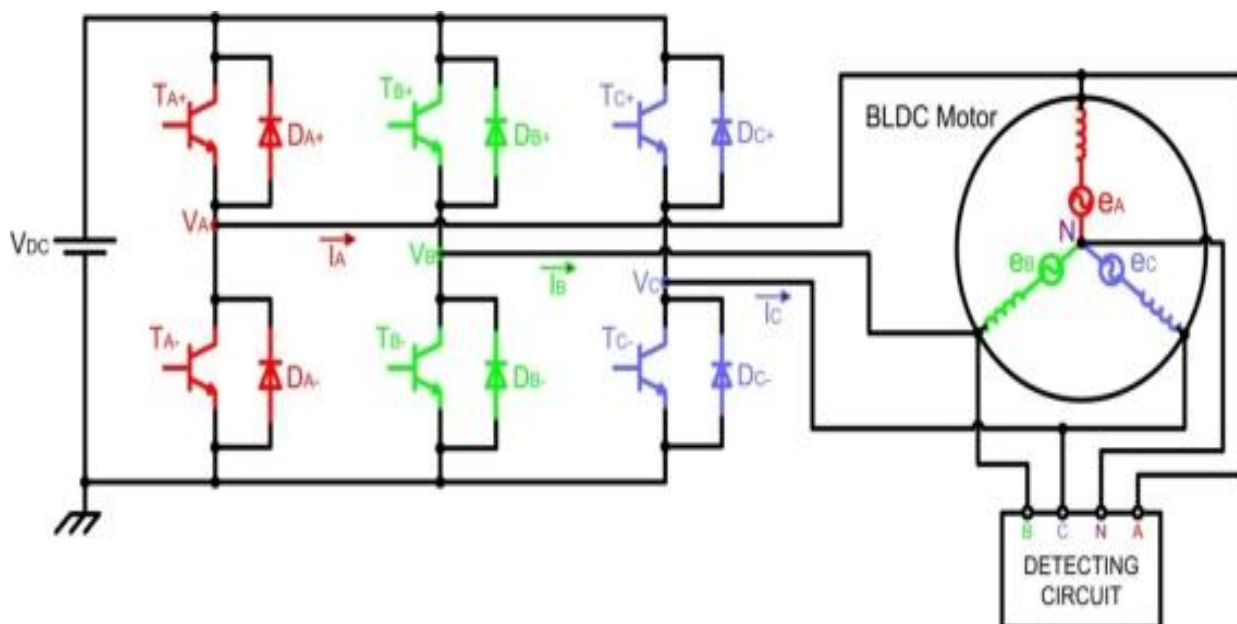 TA+
DA+
TB+
DB+
TC+
DC+
BLDC Motor
eA
N
eB
eC
VDC
VA
IA
VB
IB
VC
IC
TA-
DA-
TB-
DB-
TC-
DC-
B C N A
DETECTING
CIRCUIT